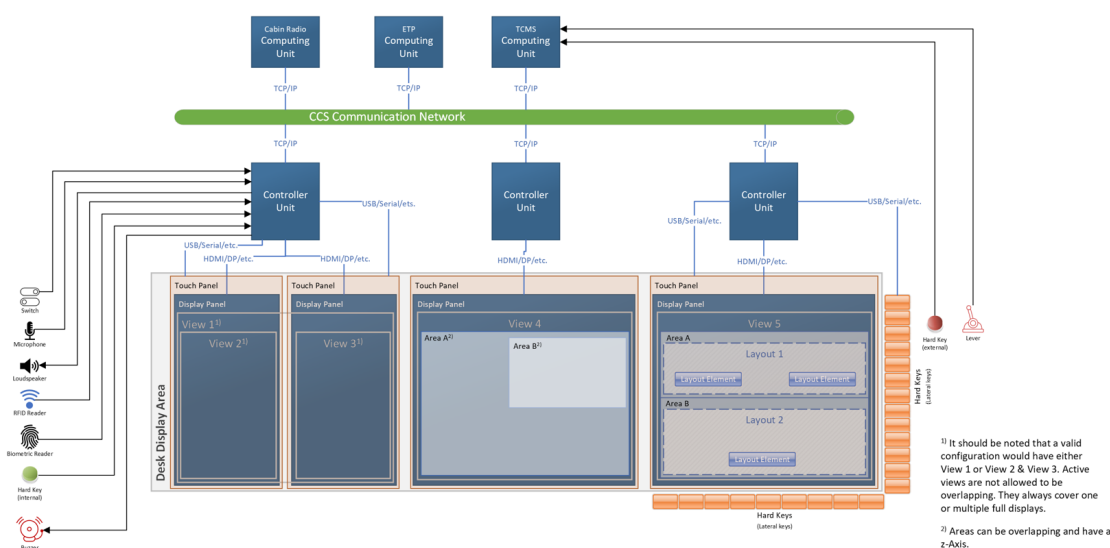 Cabin Radio
Computing
Unit
ETP
Computing
Unit
TCMS
Computing
Unit
TCP/IP
TCP/IP
TCP/IP
CCS Communication Network
TCP/IP
TCP/IP
TCP/IP
Controller
Unit
Controller
Unit
Controller
Unit
USB/Serial/ets.
USB/Serial/etc.
USB/Serial/etc.
USB/Serial/etc.
HDMI/DP/etc.
HDMI/DP/etc.
HDMI/DP/etc.
HDMI/DP/etc.
Desk Display Area
Touch Panel
Display Panel
View 1¹⁾
View 2¹⁾
Touch Panel
Display Panel
View 3¹⁾
Touch Panel
Display Panel
View 4
Area A²⁾
Area B²⁾
Touch Panel
Display Panel
View 5
Area A
Layout 1
Layout Element
Layout Element
Area B
Layout 2
Layout Element
Switch
Microphone
Loudspeaker
RFID Reader
Biometric Reader
Hard Key
(internal)
Buzzer
Hard Key
(external)
Lever
Hard Keys
(Lateral keys)
Hard Keys
(Lateral keys)
¹⁾ It should be noted that a valid
configuration would have either
View 1 or View 2 & View 3. Active
views are not allowed to be
overlapping. They always cover one
or multiple full displays.
²⁾ Areas can be overlapping and have a
z-Axis.